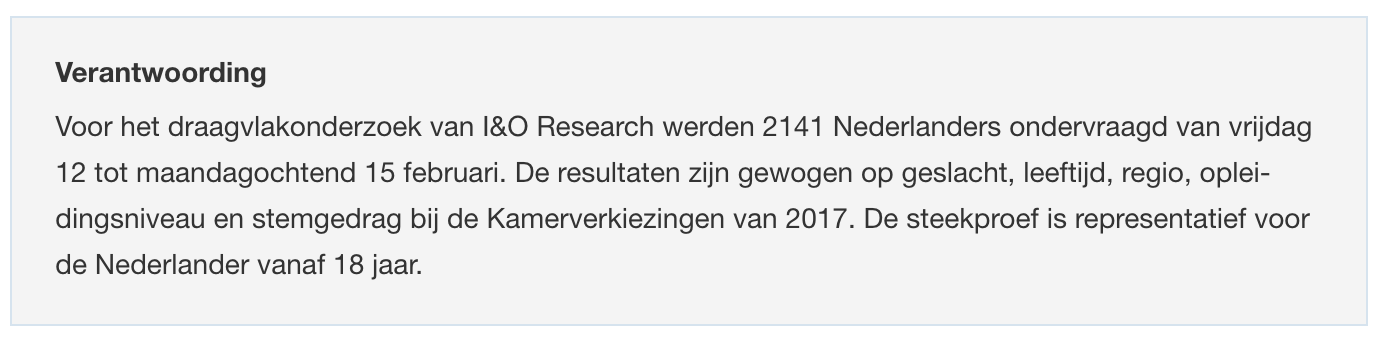 Verantwoording
Voor het draagvlakonderzoek van I&O Research werden 2141 Nederlanders ondervraagd van vrijdag
12 tot maandagochtend 15 februari. De resultaten zijn gewogen op geslacht, leeftijd, regio, oplei-
dingsniveau en stemgedrag bij de Kamerverkiezingen van 2017. De steekproef is representatief voor
de Nederlander vanaf 18 jaar.